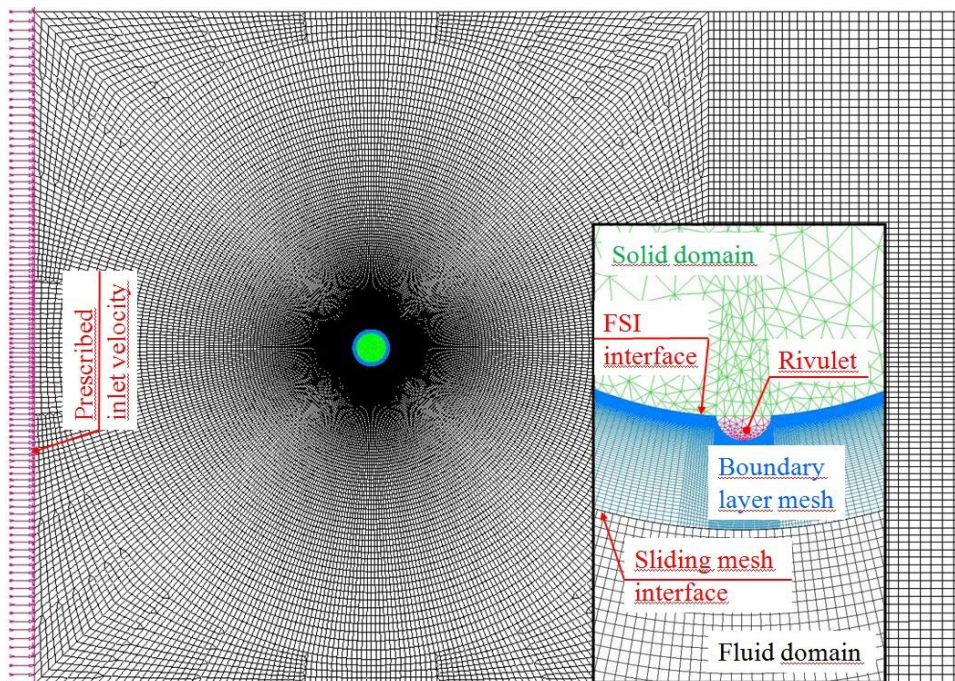 Prescribed
inlet velocity
Solid domain
FSI
interface
Rivulet
Boundary
layer mesh
Sliding mesh
interface
Fluid domain